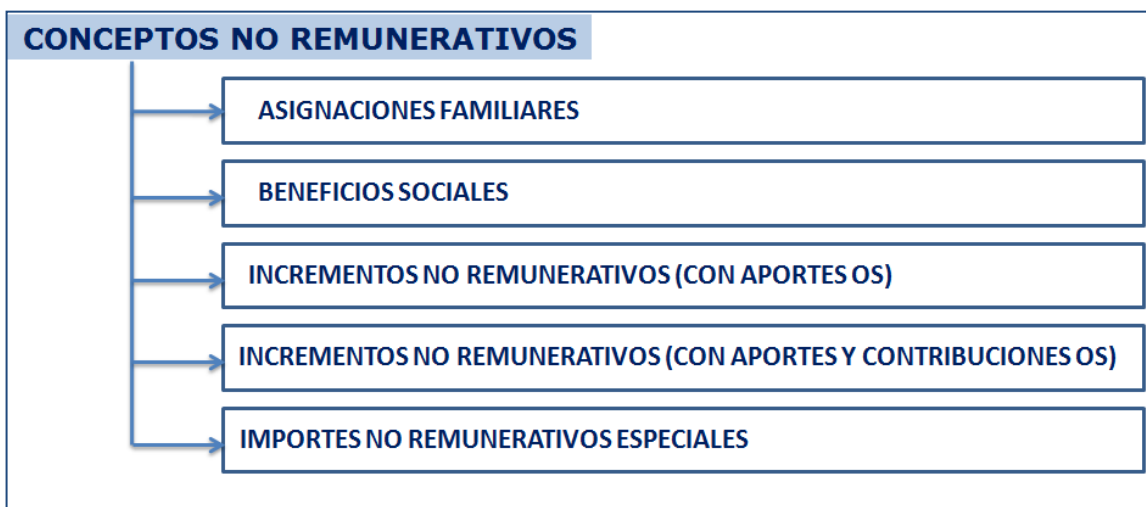 CONCEPTOS NO REMUNERATIVOS
ASIGNACIONES FAMILIARES
BENEFICIOS SOCIALES
INCREMENTOS NO REMUNERATIVOS (CON APORTES OS)
INCREMENTOS NO REMUNERATIVOS (CON APORTES Y CONTRIBUCIONES OS)
IMPORTES NO REMUNERATIVOS ESPECIALES